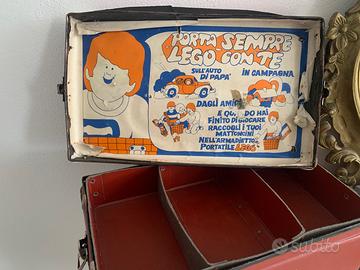 PORTA SEMPRE
LEGO CON TE
SULL'AUTO
DI PAPA'
IN CAMPAGNA
DAGLI AMICI
E QUANDO HAI
FINITO DI GIOCARE
RACCOGLI I TUOI
MATTONCINI
NELL'ARMADIETTO
PORTATILE LEGO
subito